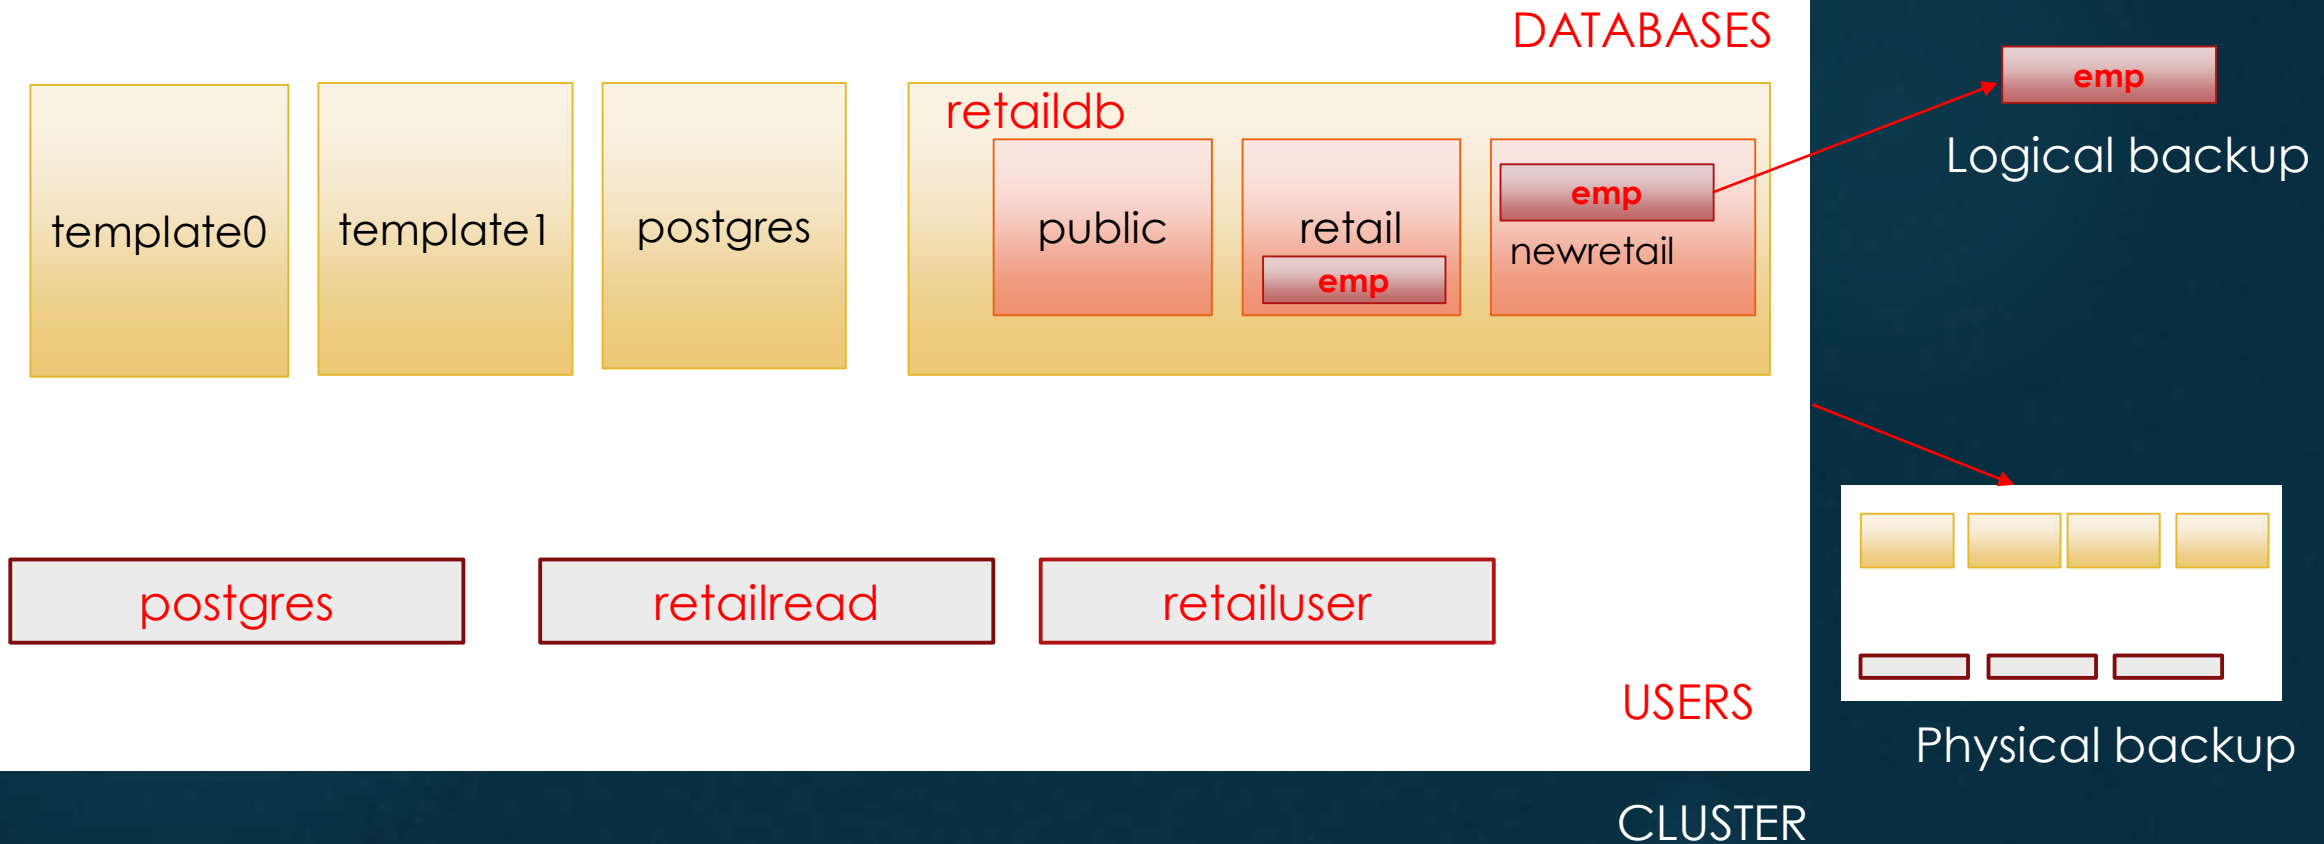 DATABASES
template0
template1
postgres
retaildb
public
retail
emp
emp
newretail
emp
Logical backup
postgres
retailread
retailuser
USERS
Physical backup
CLUSTER